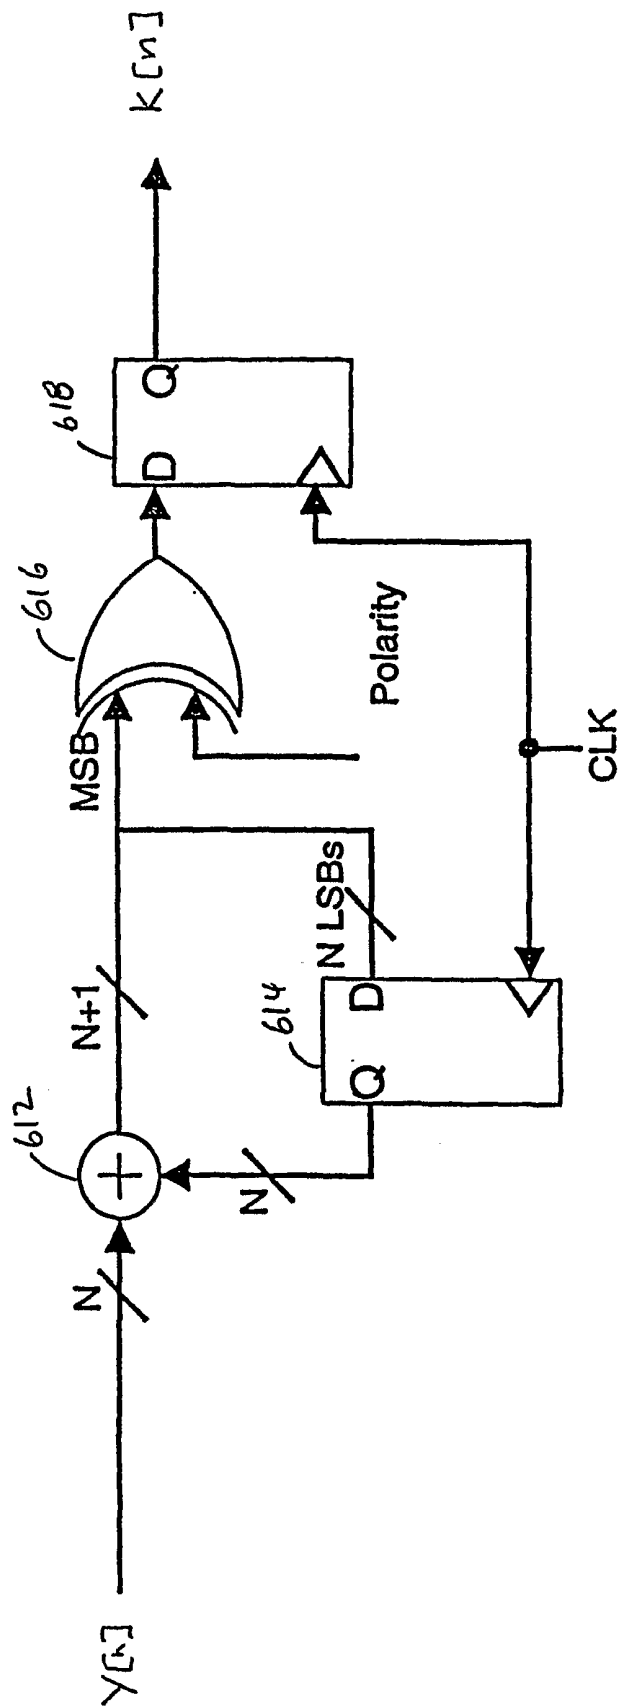 Y[n]
N
612
N+1
N
614
Q
D
N LSBs
MSB
616
Polarity
CLK
618
D
Q
K[n]